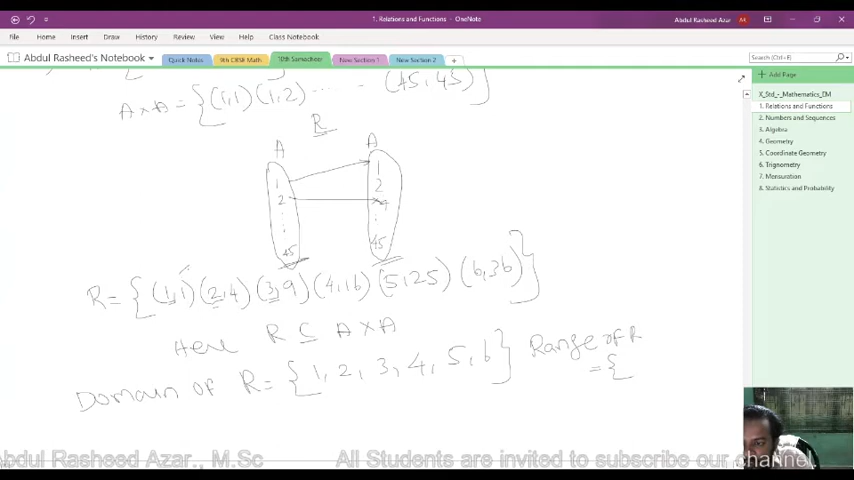 1. Relations and Functions - OneNote
Abdul Rasheed Azar
AR
File Home Insert Draw History Review View Help Class Notebook
Abdul Rasheed's Notebook
Quick Notes 9th CBSE Math 10th Samacheer New Section 1 New Section 2 +
Search (Ctrl+E)
Add Page
X_Std_-_Mathematics_EM
1. Relations and Functions
2. Numbers and Sequences
3. Algebra
4. Geometry
5. Coordinate Geometry
6. Trignometry
7. Mensuration
8. Statistics and Probability
A×A = {(1,1)(1,2) ..... (45,45)}
R
A A
1 1
2 2
4
⋮ ⋮
45 45
R = {(1,1)(2,4)(3,9)(4,16)(5,25)(6,36)}
Here R ⊆ A×A
Domain of R = {1, 2, 3, 4, 5, 6} Range of R
= {
Abdul Rasheed Azar., M.Sc All Students are invited to subscribe our channel